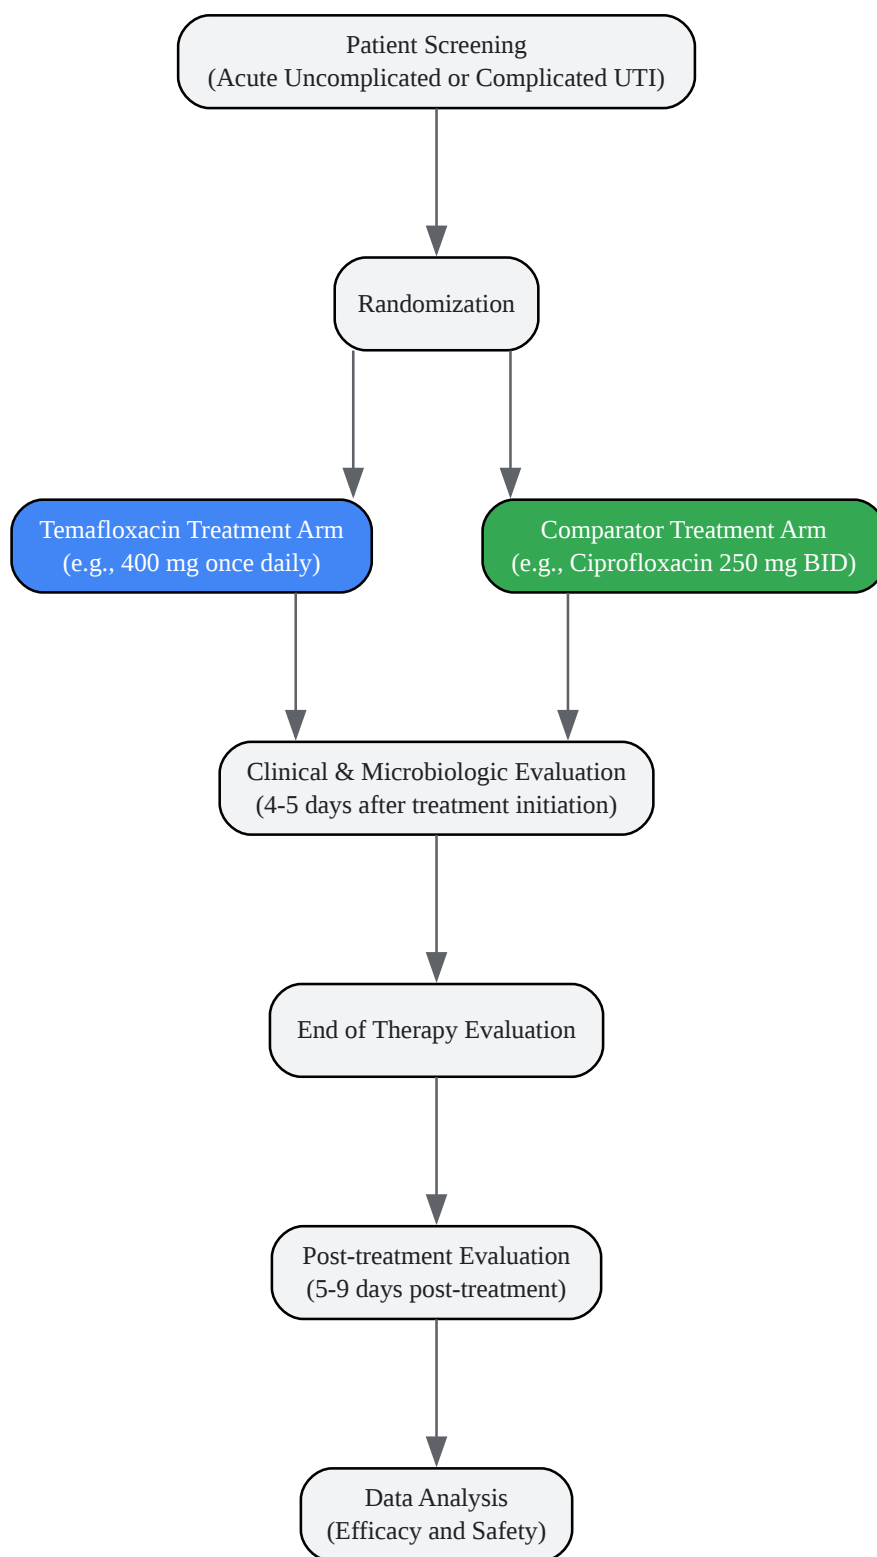 Patient Screening
(Acute Uncomplicated or Complicated UTI)
Randomization
Temafloxacin Treatment Arm
(e.g., 400 mg once daily)
Comparator Treatment Arm
(e.g., Ciprofloxacin 250 mg BID)
Clinical & Microbiologic Evaluation
(4-5 days after treatment initiation)
End of Therapy Evaluation
Post-treatment Evaluation
(5-9 days post-treatment)
Data Analysis
(Efficacy and Safety)